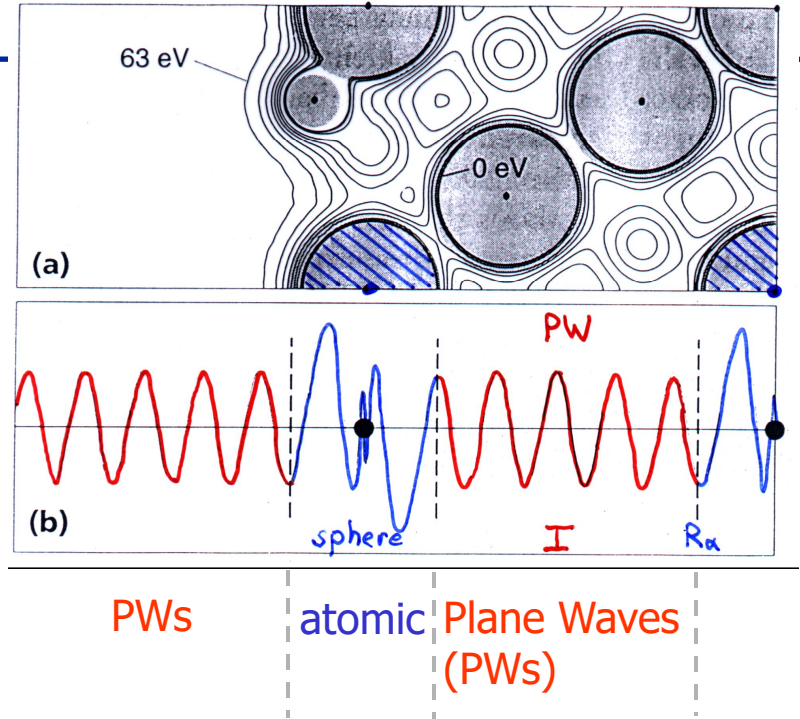 63 eV
0 eV
(a)
PW
(b)
sphere
I
Rα
PWs
atomic
Plane Waves
(PWs)